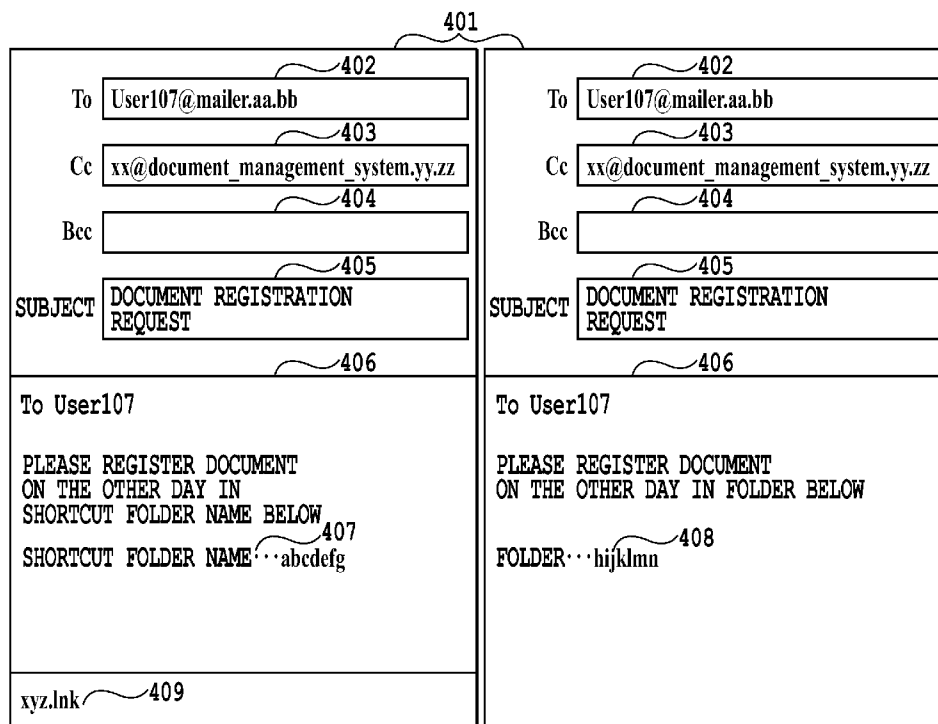 401
402
To User107@mailer.aa.bb
403
Cc xx@document_management_system.yy.zz
404
Bcc
405
SUBJECT DOCUMENT REGISTRATION
REQUEST
406
To User107
PLEASE REGISTER DOCUMENT
ON THE OTHER DAY IN
SHORTCUT FOLDER NAME BELOW
407
SHORTCUT FOLDER NAME···abcdefg
xyz.lnk 409
402
To User107@mailer.aa.bb
403
Cc xx@document_management_system.yy.zz
404
Bcc
405
SUBJECT DOCUMENT REGISTRATION
REQUEST
406
To User107
PLEASE REGISTER DOCUMENT
ON THE OTHER DAY IN FOLDER BELOW
408
FOLDER···hijklmn